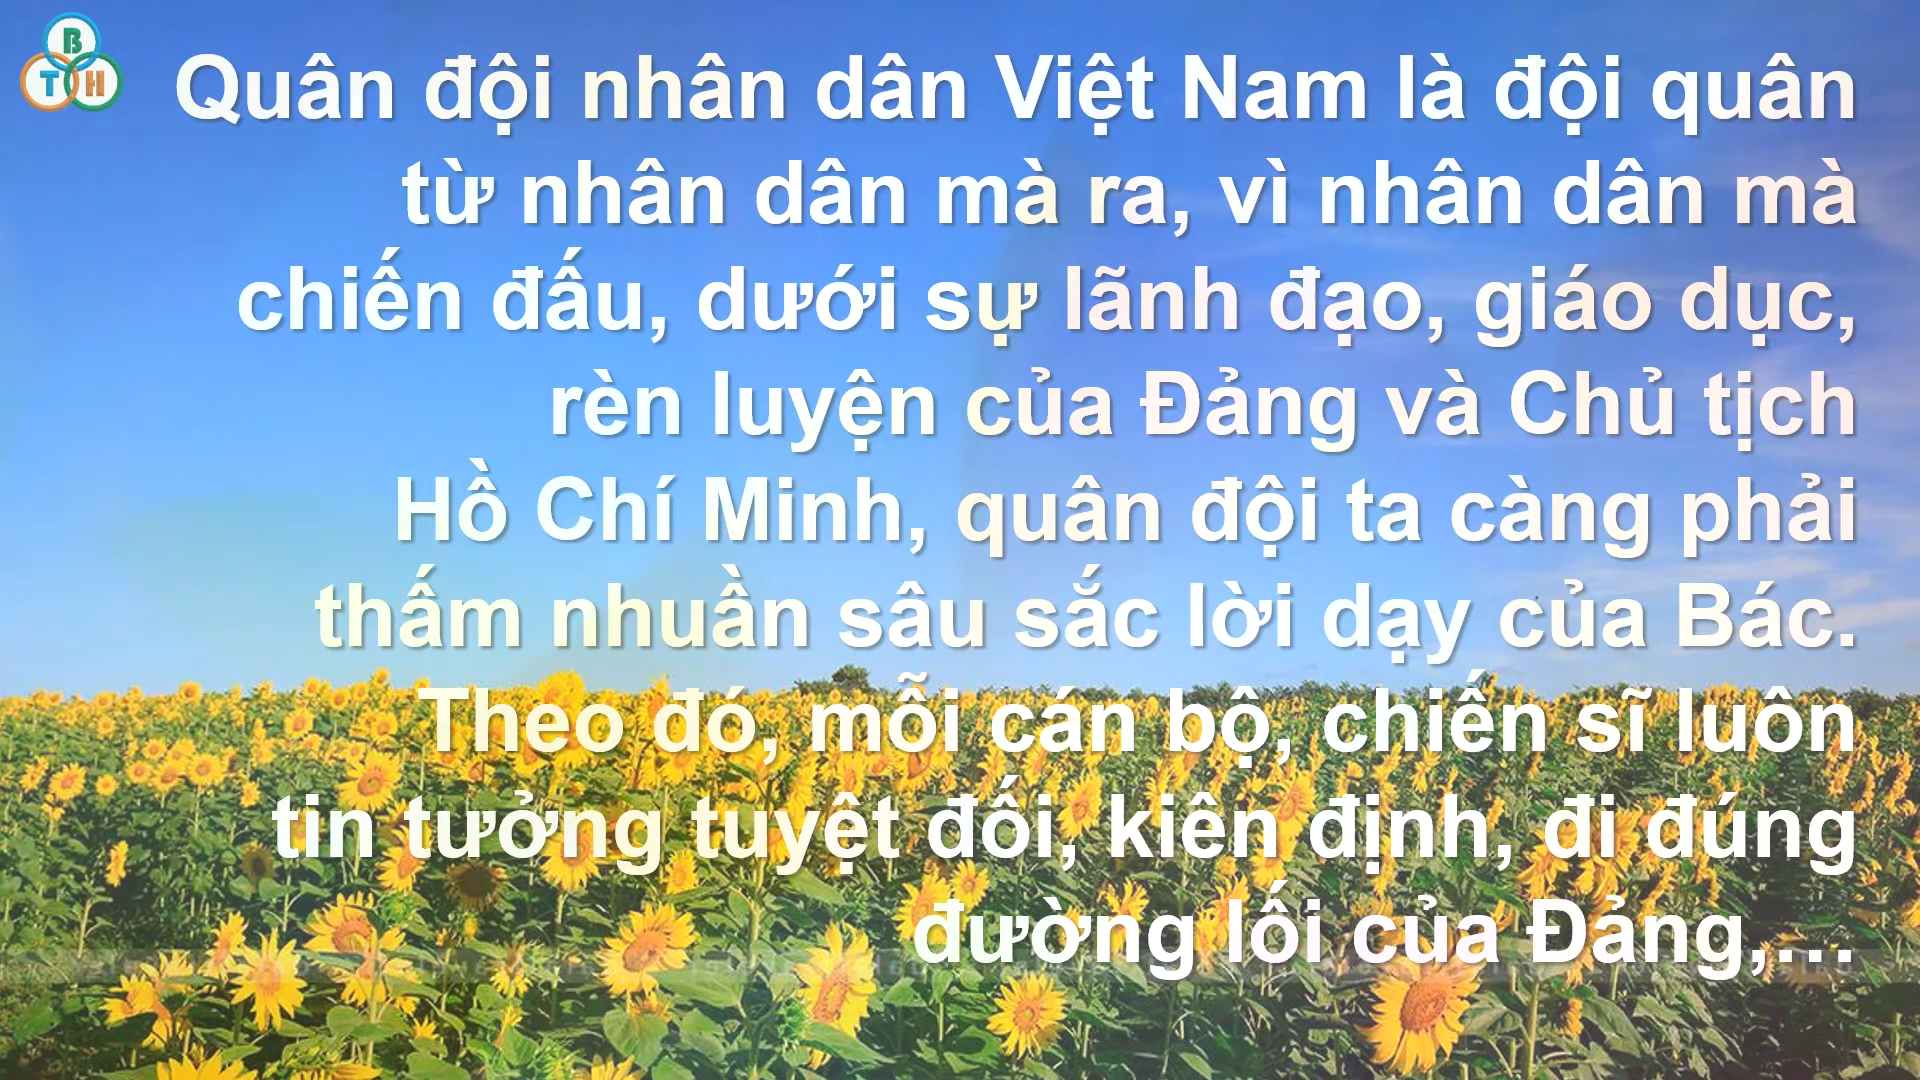 B
T H
Quân đội nhân dân Việt Nam là đội quân
từ nhân dân mà ra, vì nhân dân mà
chiến đấu, dưới sự lãnh đạo, giáo dục,
rèn luyện của Đảng và Chủ tịch
Hồ Chí Minh, quân đội ta càng phải
thấm nhuần sâu sắc lời dạy của Bác.
Theo đó, mỗi cán bộ, chiến sĩ luôn
tin tưởng tuyệt đối, kiên định, đi đúng
đường lối của Đảng,...